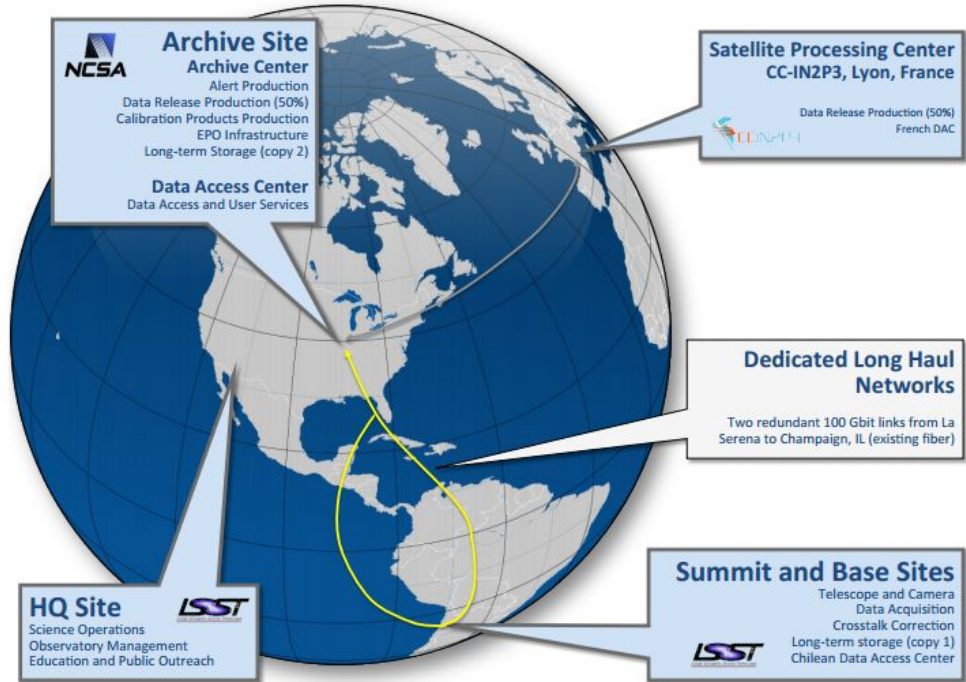 NCSA
Archive Site
Archive Center
Alert Production
Data Release Production (50%)
Calibration Products Production
EPO Infrastructure
Long-term Storage (copy 2)
Data Access Center
Data Access and User Services
Satellite Processing Center
CC-IN2P3, Lyon, France
Data Release Production (50%)
French DAC
CCIN2P3
Dedicated Long Haul
Networks
Two redundant 100 Gbit links from La
Serena to Champaign, IL (existing fiber)
HQ Site
LSST
Science Operations
Observatory Management
Education and Public Outreach
Summit and Base Sites
Telescope and Camera
Data Acquisition
Crosstalk Correction
Long-term storage (copy 1)
Chilean Data Access Center
LSST